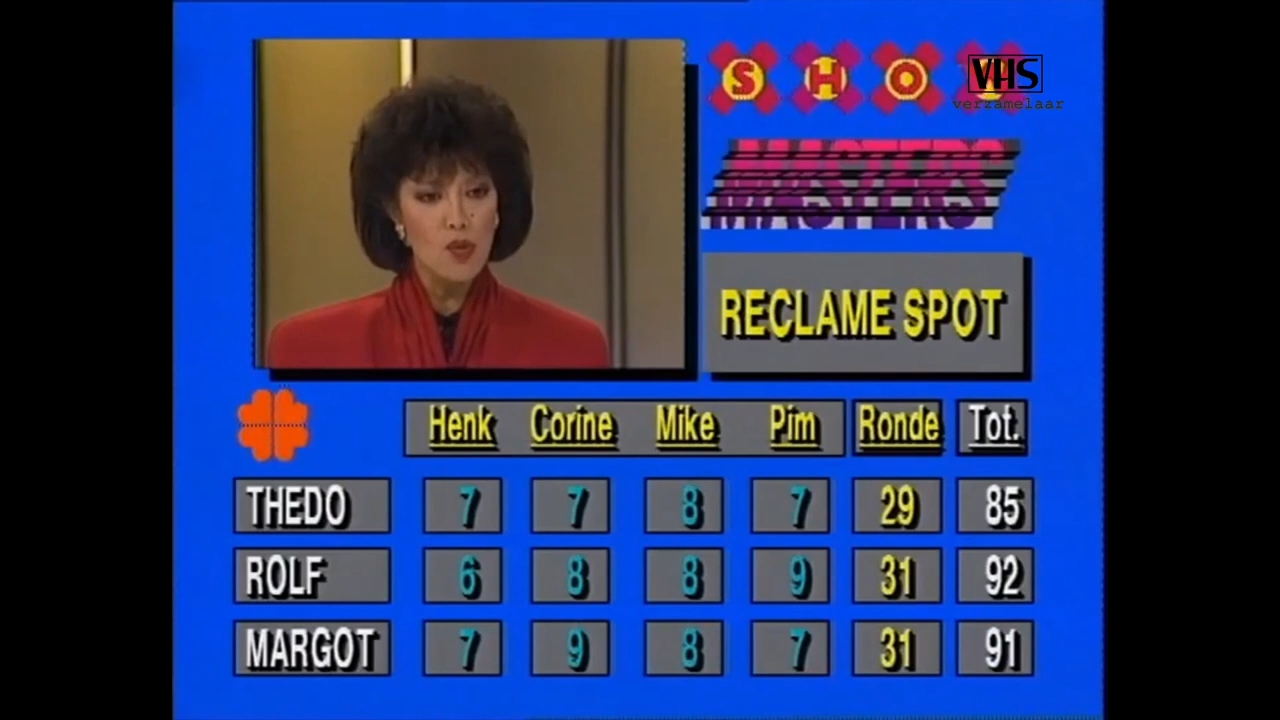 SHOW
VHS
verzamelaar
MASTERS
RECLAME SPOT
Henk Corine Mike Pim Ronde Tot.
THEDO 7 7 8 7 29 85
ROLF 6 8 8 9 31 92
MARGOT 7 9 8 7 31 91